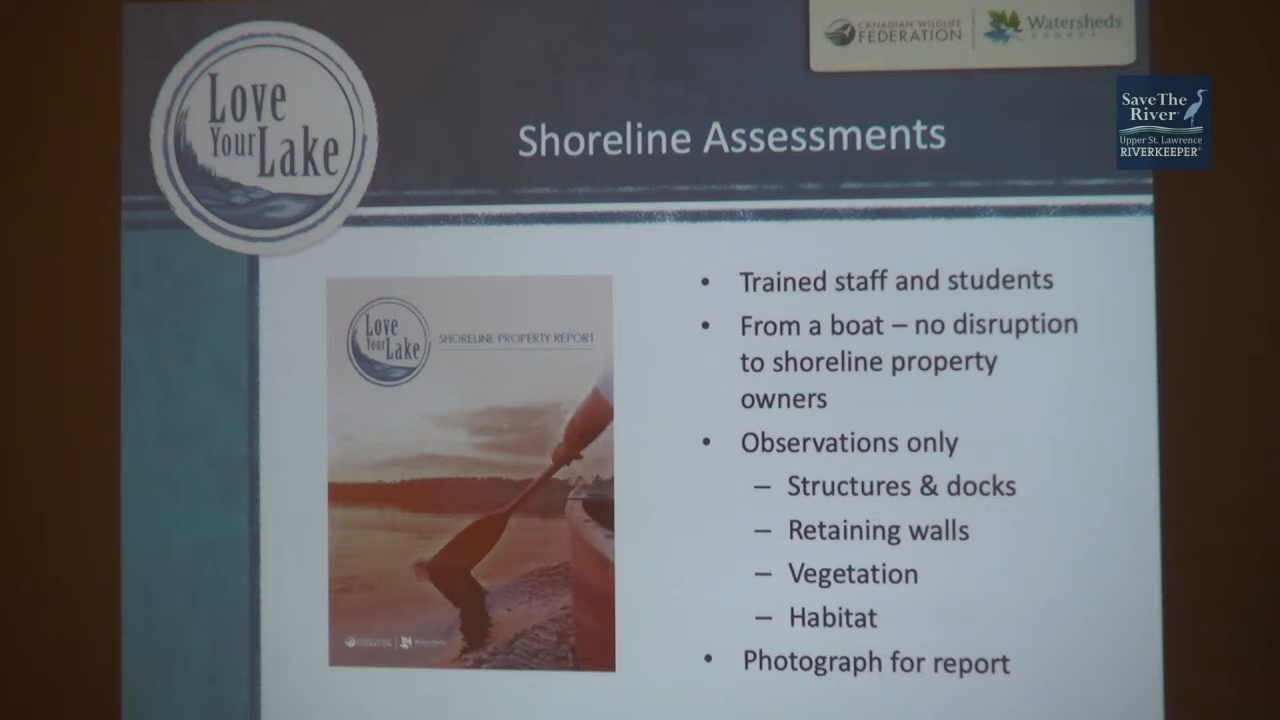 CANADIAN WILDLIFE
FEDERATION
Watersheds
CANADA
Love
Your Lake
Save The
River
Upper St. Lawrence
RIVERKEEPER
Shoreline Assessments
Love
Your Lake
SHORELINE PROPERTY REPORT
FEDERATION
• Trained staff and students
• From a boat – no disruption
to shoreline property
owners
• Observations only
– Structures & docks
– Retaining walls
– Vegetation
– Habitat
• Photograph for report